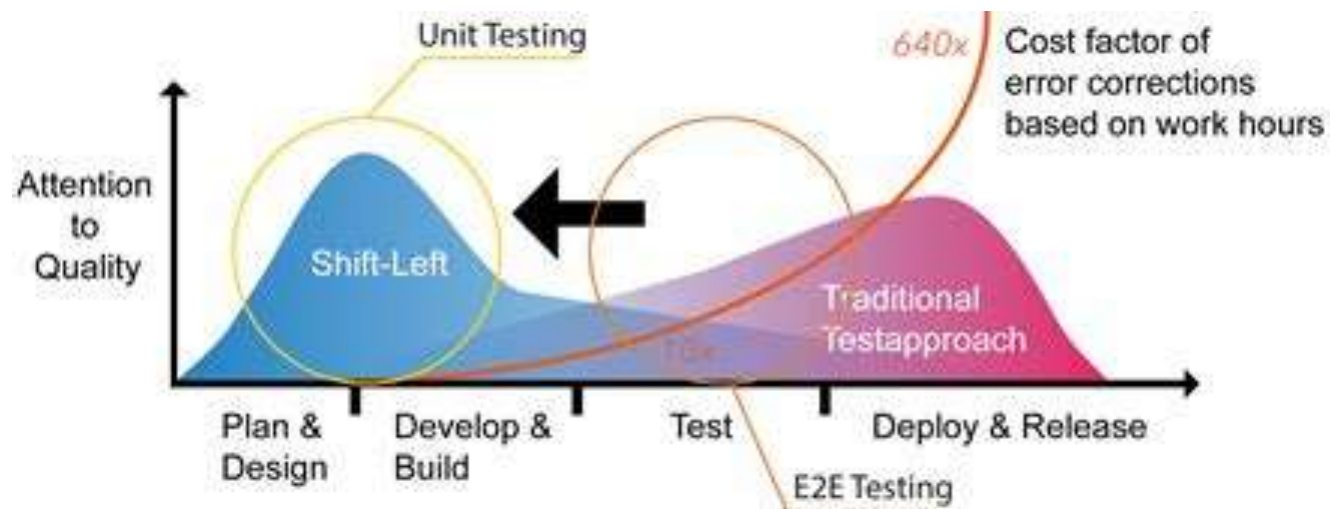 Unit Testing
640x
Cost factor of
error corrections
based on work hours
Attention
to
Quality
Shift-Left
Traditional
Testapproach
Plan &
Design
Develop &
Build
Test
Deploy & Release
E2E Testing